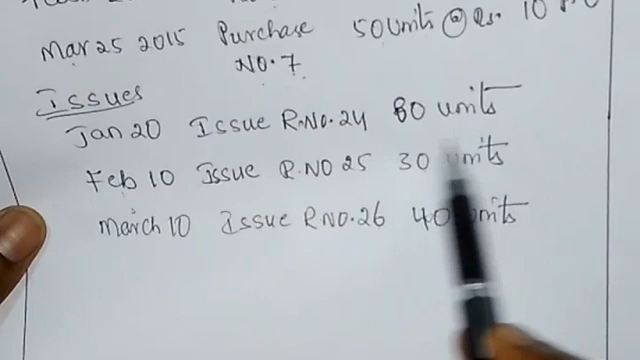 Mar 25 2015 Purchase 50 Units @ Rs. 10
No. 7
Issues
Jan 20 Issue R.No. 24 80 units
Feb 10 Issue R.NO 25 30 units
March 10 Issue R NO. 26 40 units